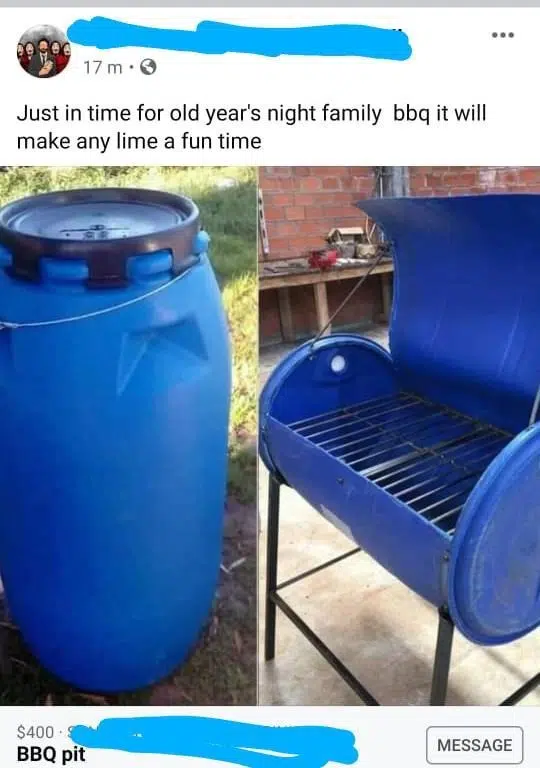 17 m ·
Just in time for old year's night family bbq it will
make any lime a fun time
$400 ·
BBQ pit
MESSAGE